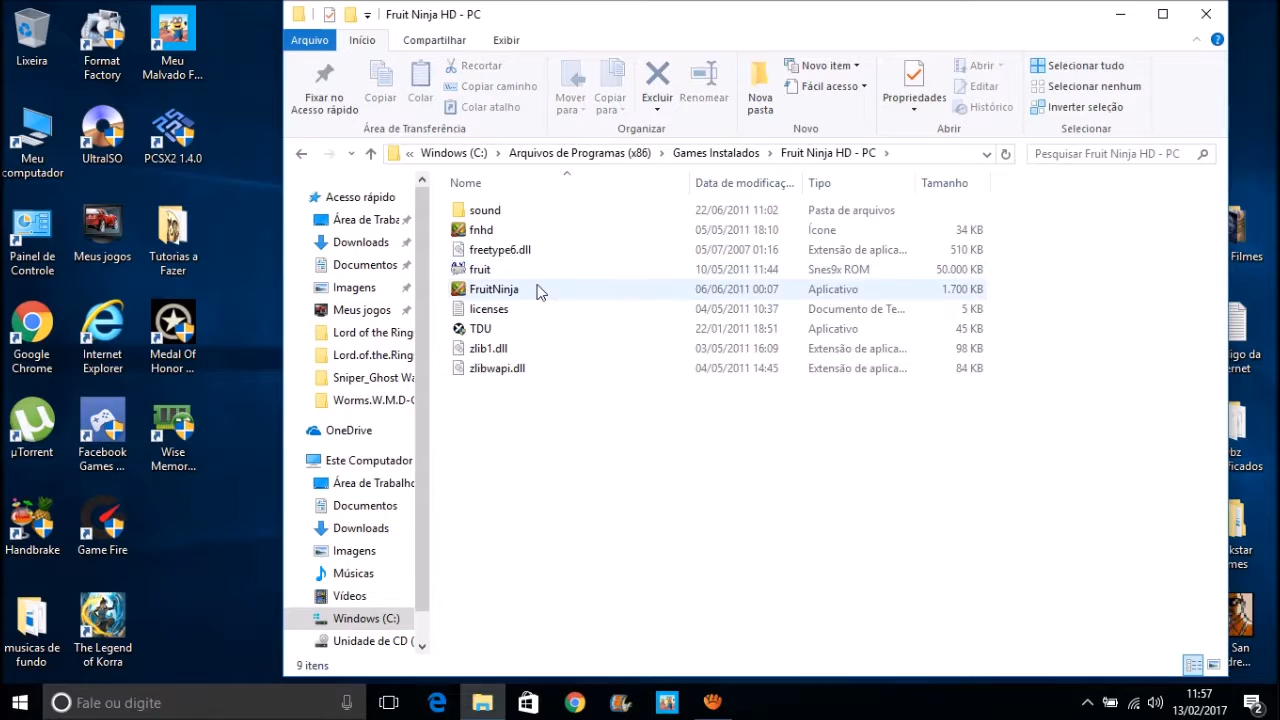 Fruit Ninja HD - PC
Arquivo Início Compartilhar Exibir
Fixar no Acesso rápido
Copiar
Colar
Recortar
Copiar caminho
Colar atalho
Mover para
Copiar para
Excluir
Renomear
Nova pasta
Novo item
Fácil acesso
Propriedades
Abrir
Editar
Histórico
Selecionar tudo
Selecionar nenhum
Inverter seleção
Área de Transferência Organizar Novo Abrir Selecionar
« Windows (C:) Arquivos de Programas (x86) Games Instalados Fruit Ninja HD - PC
Pesquisar Fruit Ninja HD - PC
Nome Data de modificaç... Tipo Tamanho
sound 22/06/2011 11:02 Pasta de arquivos
fnhd 05/05/2011 18:10 Ícone 34 KB
freetype6.dll 05/07/2007 01:16 Extensão de aplica... 510 KB
fruit 10/05/2011 11:44 Snes9x ROM 50.000 KB
FruitNinja 06/06/2011 00:07 Aplicativo 1.700 KB
licenses 04/05/2011 10:37 Documento de Te... 5 KB
TDU 22/01/2011 18:51 Aplicativo 45 KB
zlib1.dll 03/05/2011 16:09 Extensão de aplica... 98 KB
zlibwapi.dll 04/05/2011 14:45 Extensão de aplica... 84 KB
Acesso rápido
Área de Traba
Downloads
Documentos
Imagens
Meus jogos
Lord of the Ring
Lord.of.the.Ring
Sniper_Ghost Wa
Worms.W.M.D-C
OneDrive
Este Computador
Área de Trabalho
Documentos
Downloads
Imagens
Músicas
Vídeos
Windows (C:)
Unidade de CD (
9 itens
Lixeira
Format Factory
Meu Malvado F...
Meu computador
UltraISO
PCSX2 1.4.0
Painel de Controle
Meus jogos
Tutorias a Fazer
Google Chrome
Internet Explorer
Medal Of Honor ...
µTorrent
Facebook Games ...
Wise Memor...
Handbrake
Game Fire
musicas de fundo
The Legend of Korra
Filmes
San
Fale ou digite
11:57
13/02/2017
2